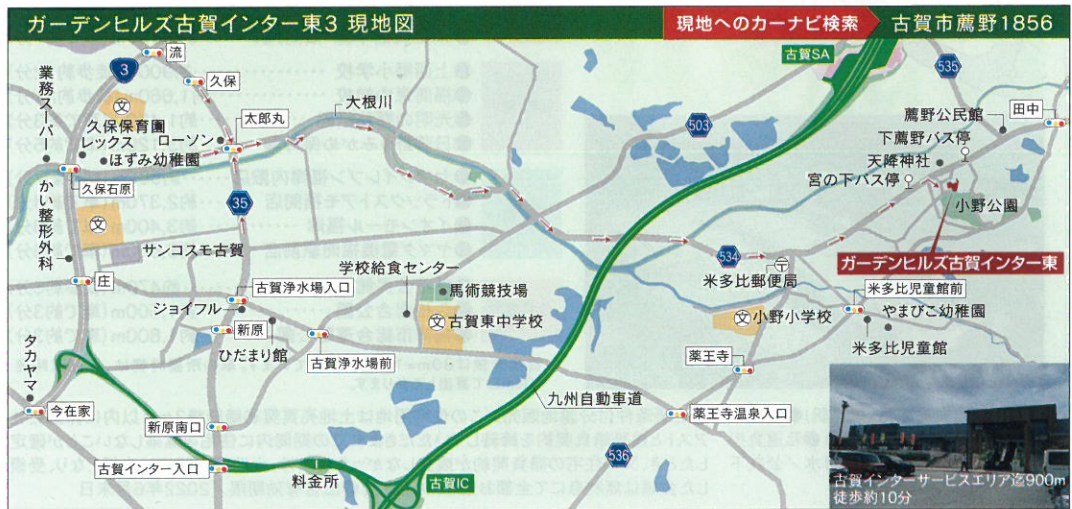 ガーデンヒルズ古賀インター東3 現地図
現地へのカーナビ検索
古賀市薦野1856
流
3
久保
業務スーパー
文
久保保育園
レックス
ローソン
ほずみ幼稚園
太郎丸
大根川
古賀SA
503
535
薦野公民館
田中
下薦野バス停
天降神社
宮の下バス停
小野公園
久保石原
かい整形外科
文
35
サンコスモ古賀
庄
学校給食センター
馬術競技場
534
米多比郵便局
ガーデンヒルズ古賀インター東
古賀浄水場入口
ジョイフル
新原
ひだまり館
古賀浄水場前
文
古賀東中学校
文
小野小学校
米多比児童館前
やまびこ幼稚園
米多比児童館
薬王寺
タカヤマ
今在家
九州自動車道
薬王寺温泉入口
新原南口
古賀インター入口
料金所
古賀IC
536
古賀インターサービスエリア迄900m
徒歩約10分